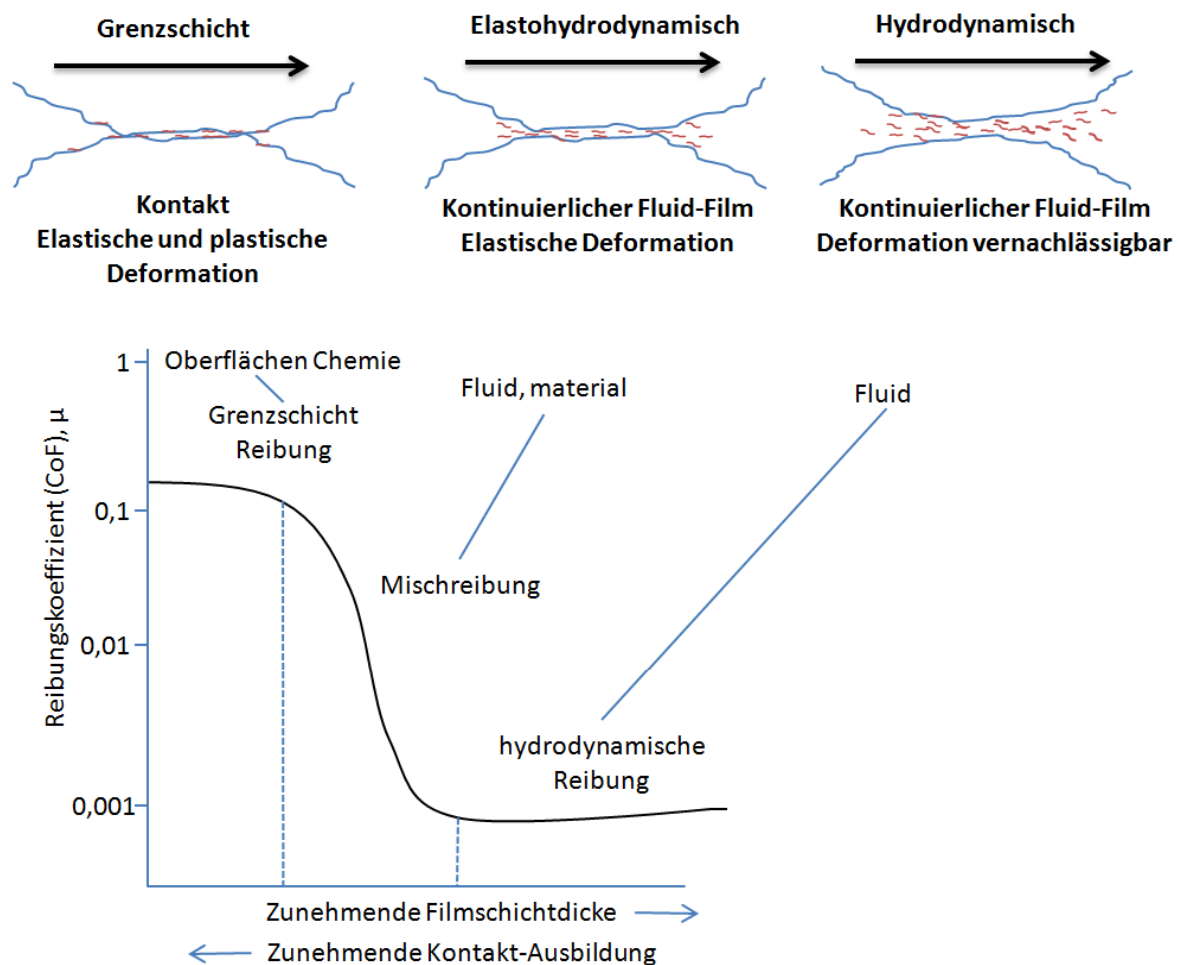 Grenzschicht
Elastohydrodynamisch
Hydrodynamisch
Kontakt
Elastische und plastische
Deformation
Kontinuierlicher Fluid-Film
Elastische Deformation
Kontinuierlicher Fluid-Film
Deformation vernachlässigbar
Reibungskoeffizient (CoF), µ
1
0,1
0,01
0,001
Oberflächen Chemie
Grenzschicht
Reibung
Fluid, material
Mischreibung
Fluid
hydrodynamische
Reibung
Zunehmende Filmschichtdicke
Zunehmende Kontakt-Ausbildung